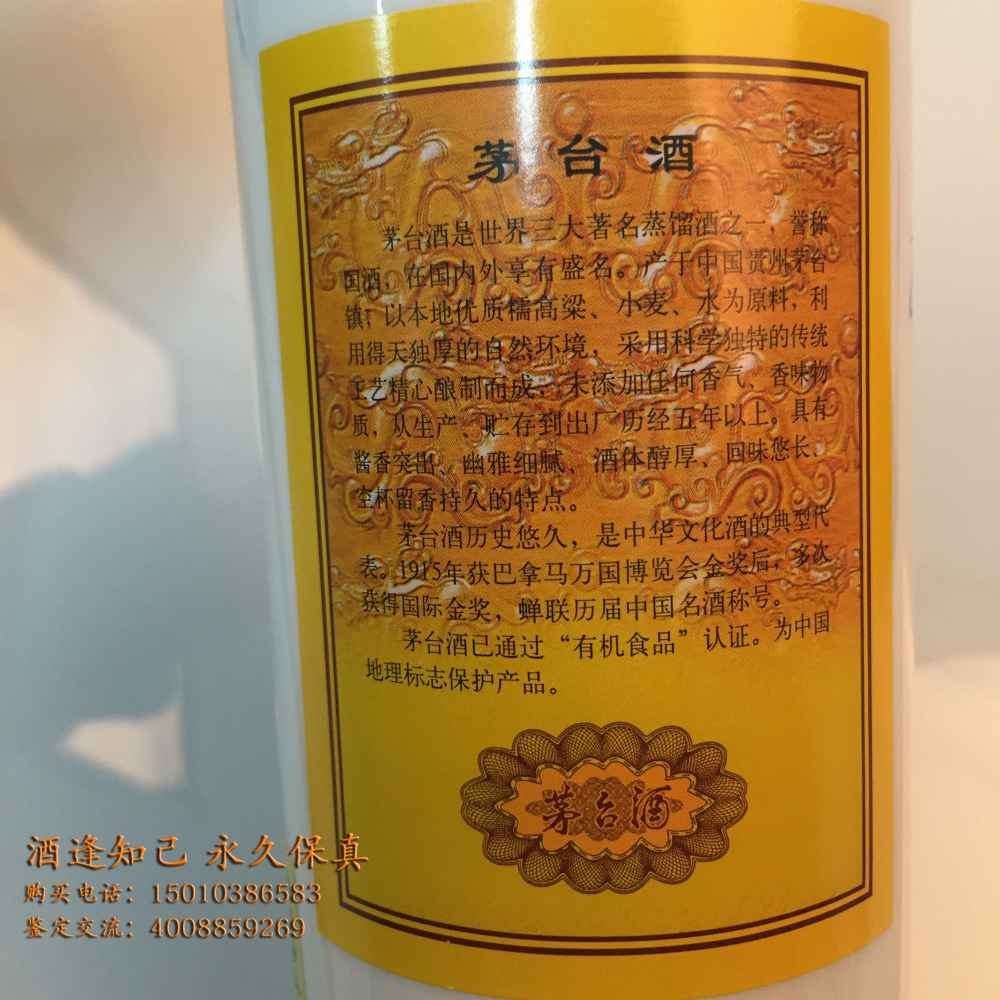 茅台酒
茅台酒是世界三大著名蒸馏酒之一，誉称
国酒，在国内外享有盛名。产于中国贵州茅台
镇；以本地优质糯高粱、小麦、水为原料，利
用得天独厚的自然环境，采用科学独特的传统
工艺精心酿制而成，未添加任何香气、香味物
质，从生产、贮存到出厂历经五年以上，具有
酱香突出、幽雅细腻、酒体醇厚、回味悠长、
空杯留香持久的特点。
茅台酒历史悠久，是中华文化酒的典型代
表。1915年获巴拿马万国博览会金奖后，多次
获得国际金奖，蝉联历届中国名酒称号。
茅台酒已通过“有机食品”认证。为中国
地理标志保护产品。
茅台酒
酒逢知己 永久保真
购买电话：15010386583
鉴定交流：4008859269